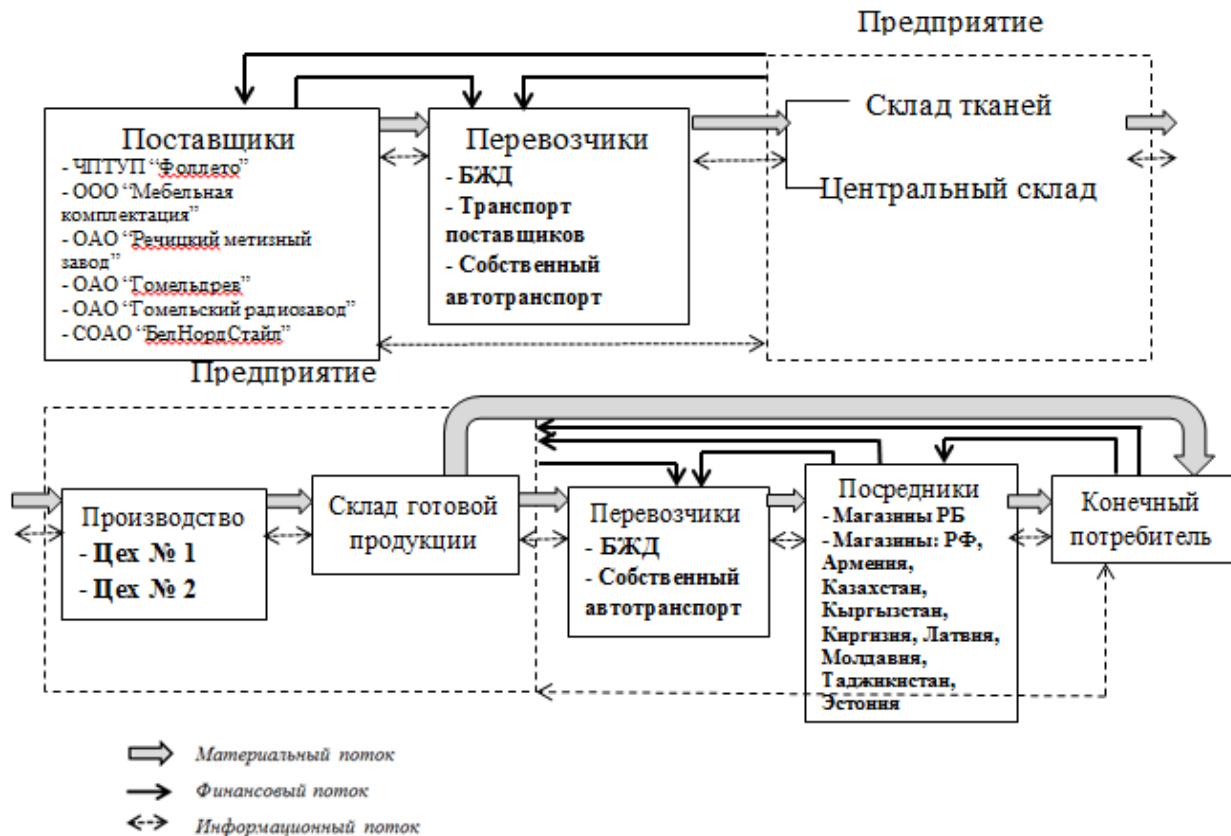 Предприятие
Поставщики
- ЧПТУП “Фоллето”
- ООО “Мебельная
комплектация”
- ОАО “Речицкий метизный
завод”
- ОАО “Гомельдрев”
- ОАО “Гомельский радиозавод”
- СОАО “БелНордСтайл”
Перевозчики
- БЖД
- Транспорт
поставщиков
- Собственный
автотранспорт
Склад тканей
Центральный склад
Предприятие
Производство
- Цех № 1
- Цех № 2
Склад готовой
продукции
Перевозчики
- БЖД
- Собственный
автотранспорт
Посредники
- Магазины РБ
- Магазины: РФ,
Армения,
Казахстан,
Кыргызстан,
Киргизия, Латвия,
Молдавия,
Таджикистан,
Эстония
Конечный
потребитель
Материальный поток
Финансовый поток
Информационный поток